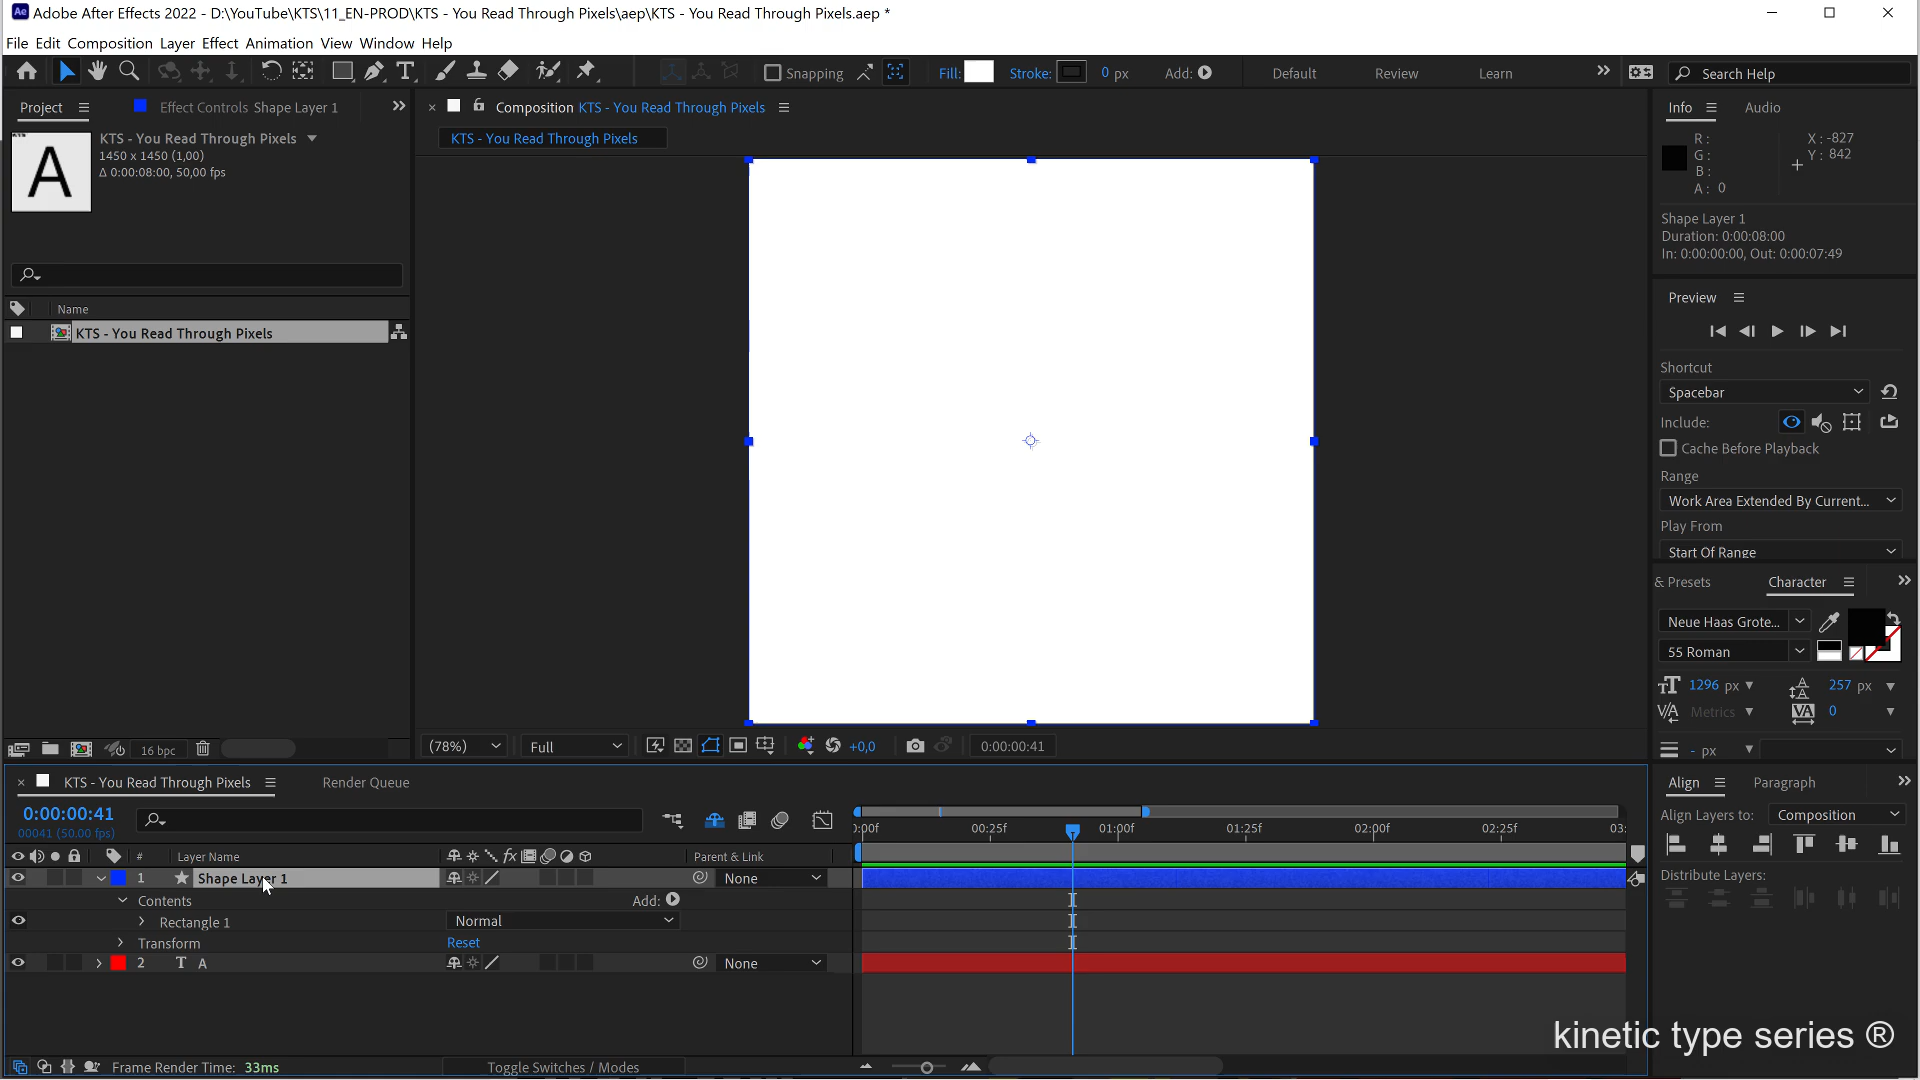 Adobe After Effects 2022 - D:\YouTube\KTS\11_EN-PROD\KTS - You Read Through Pixels\aep\KTS - You Read Through Pixels.aep *
File Edit Composition Layer Effect Animation View Window Help
Snapping Fill: Stroke: 0 px Add: Default Review Learn Search Help
Project Effect Controls Shape Layer 1 Composition KTS - You Read Through Pixels Info Audio
KTS - You Read Through Pixels
1450 x 1450 (1,00)
Δ 0:00:08:00, 50,00 fps
A
KTS - You Read Through Pixels
R:
G:
B:
A: 0
X: -827
Y: 842
Shape Layer 1
Duration: 0:00:08:00
In: 0:00:00:00, Out: 0:00:07:49
Name
KTS - You Read Through Pixels
Preview
Shortcut
Spacebar
Include:
Cache Before Playback
Range
Work Area Extended By Current...
Play From
Start Of Range
& Presets Character
Neue Haas Grote...
55 Roman
1296 px 257 px
Metrics 0
- px
16 bpc
(78%) Full +0,0 0:00:00:41
KTS - You Read Through Pixels Render Queue
Align Paragraph
Align Layers to: Composition
Distribute Layers:
0:00:00:41
00041 (50.00 fps)
:00f 00:25f 01:00f 01:25f 02:00f 02:25f 03:
# Layer Name fx Parent & Link
1 Shape Layer 1 None
Contents Add:
Rectangle 1 Normal
Transform Reset
2 T A None
Frame Render Time: 33ms Toggle Switches / Modes
kinetic type series ®